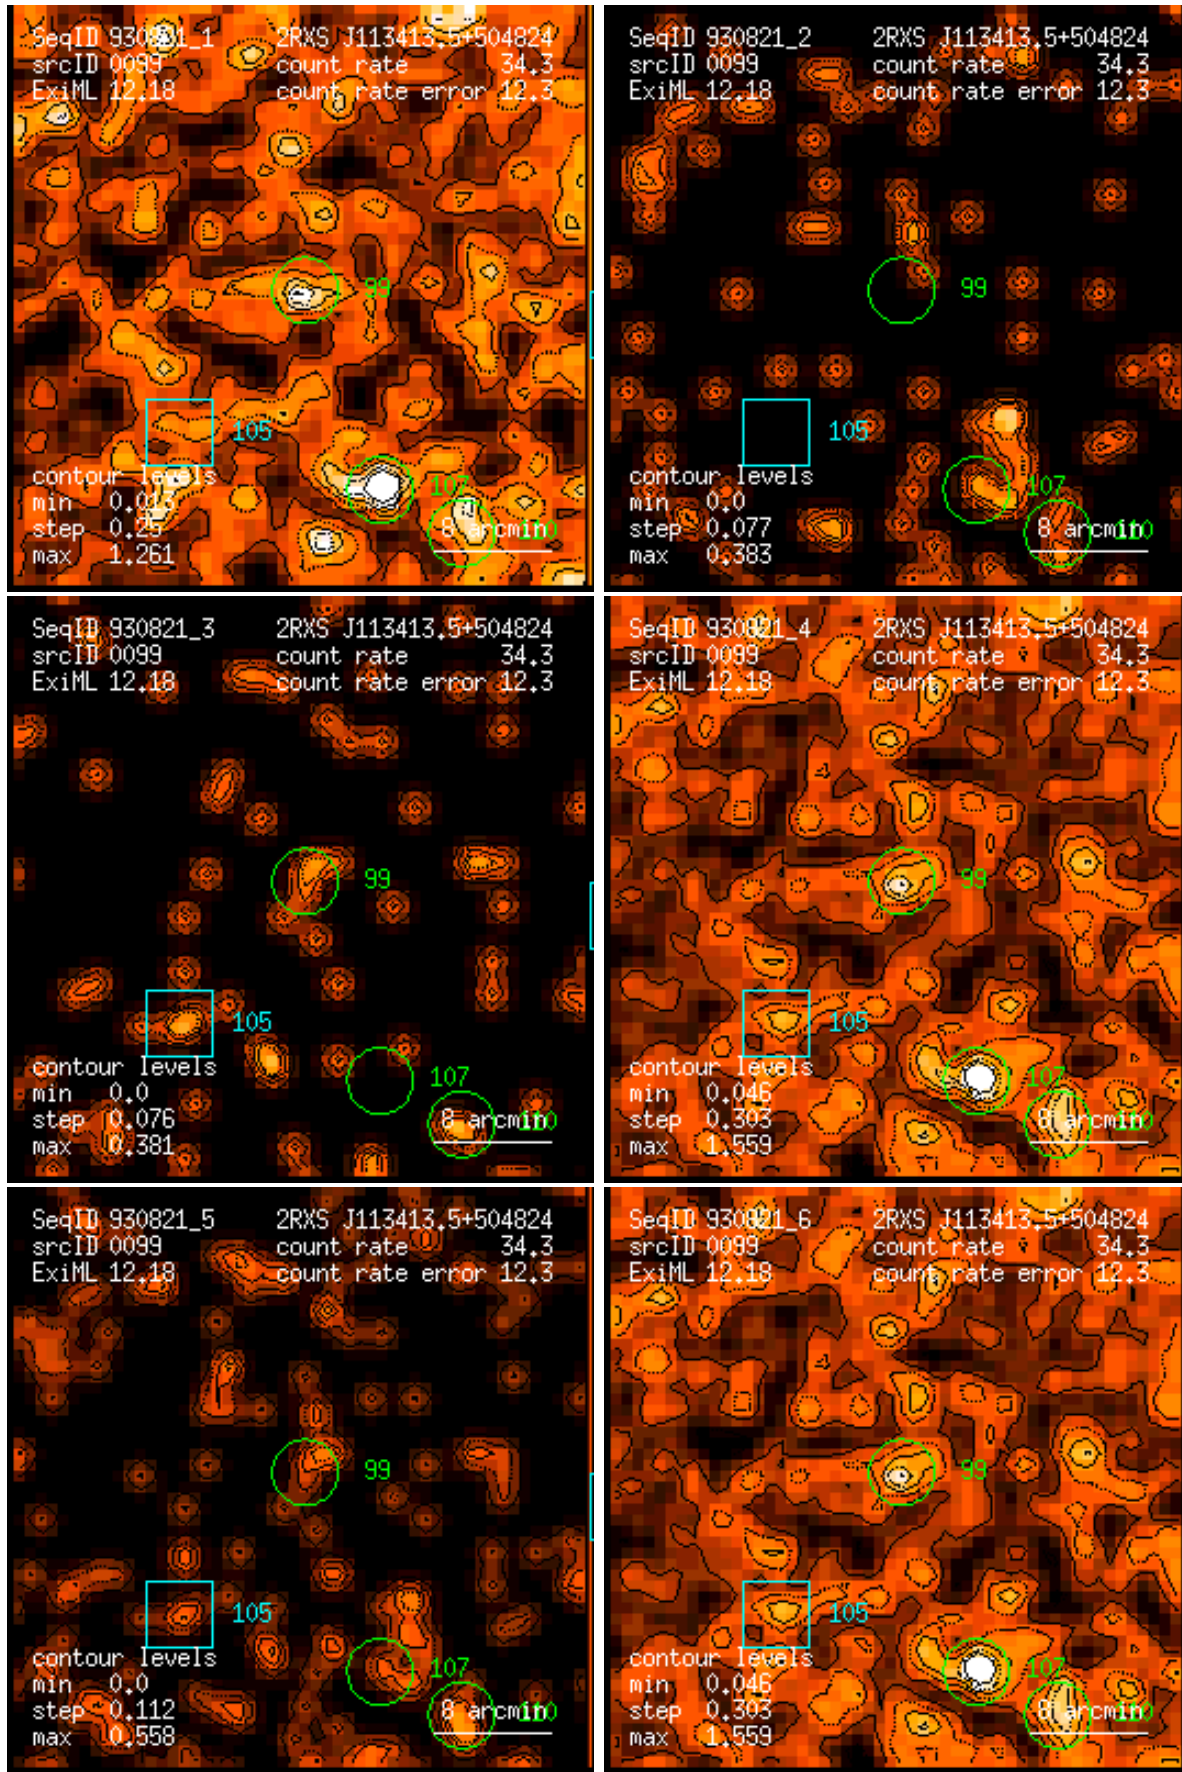 SeqID 930821_1 2RXS J113413.5+504824
srcID 0099 count rate 34.3
ExiML 12.18 count rate error 12.3
99
105
contour levels
107
min 0.013
step 0.25 8 arcmin
max 1.261
SeqID 930821_2 2RXS J113413.5+504824
srcID 0099 count rate 34.3
ExiML 12.18 count rate error 12.3
99
105
contour levels
107
min 0.0
step 0.077 8 arcmin
max 0.383
SeqID 930821_3 2RXS J113413.5+504824
srcID 0099 count rate 34.3
ExiML 12.18 count rate error 12.3
99
105
contour levels
107
min 0.0
step 0.076 8 arcmin
max 0.381
SeqID 930821_4 2RXS J113413.5+504824
srcID 0099 count rate 34.3
ExiML 12.18 count rate error 12.3
99
105
contour levels
107
min 0.046
step 0.303 8 arcmin
max 1.559
SeqID 930821_5 2RXS J113413.5+504824
srcID 0099 count rate 34.3
ExiML 12.18 count rate error 12.3
99
105
contour levels
107
min 0.0
step 0.112 8 arcmin
max 0.558
SeqID 930821_6 2RXS J113413.5+504824
srcID 0099 count rate 34.3
ExiML 12.18 count rate error 12.3
99
105
contour levels
107
min 0.046
step 0.303 8 arcmin
max 1.559